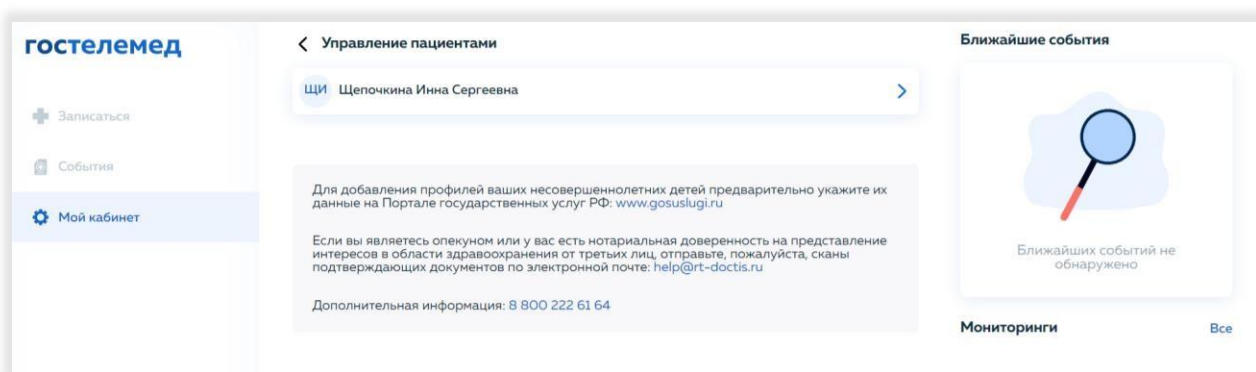 гостелемед
Записаться
События
Мой кабинет
Управление пациентами
ЩИ Щепочкина Инна Сергеевна
Для добавления профилей ваших несовершеннолетних детей предварительно укажите их
данные на Портале государственных услуг РФ: www.gosuslugi.ru
Если вы являетесь опекуном или у вас есть нотариальная доверенность на представление
интересов в области здравоохранения от третьих лиц, отправьте, пожалуйста, сканы
подтверждающих документов по электронной почте: help@rt-doctis.ru
Дополнительная информация: 8 800 222 61 64
Ближайшие события
Ближайших событий не
обнаружено
Мониторинги
Все